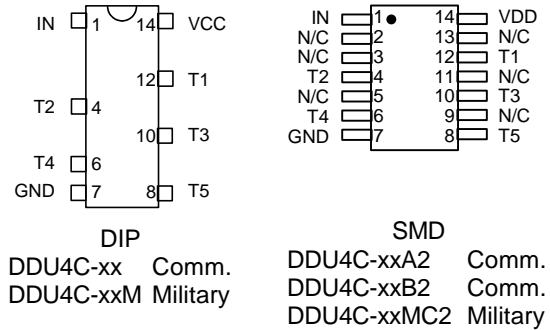 IN 1 14 VCC
12 T1
T2 4
10 T3
T4 6
GND 7 8 T5
DIP
DDU4C-xx Comm.
DDU4C-xxM Military
IN 1 14 VDD
N/C 2 13 N/C
N/C 3 12 T1
T2 4 11 N/C
N/C 5 10 T3
T4 6 9 N/C
GND 7 8 T5
SMD
DDU4C-xxA2 Comm.
DDU4C-xxB2 Comm.
DDU4C-xxMC2 Military